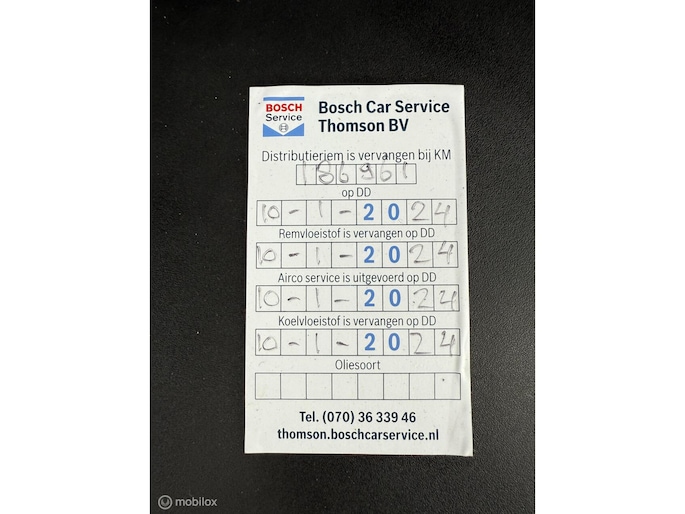 BOSCH
Service
Bosch Car Service
Thomson BV
Distributieriem is vervangen bij KM
186961
op DD
10-1-2024
Remvloeistof is vervangen op DD
10-1-2024
Airco service is uitgevoerd op DD
10-1-2024
Koelvloeistof is vervangen op DD
10-1-2024
Oliesoort
Tel. (070) 36 339 46
thomson.boschcarservice.nl
mobilox